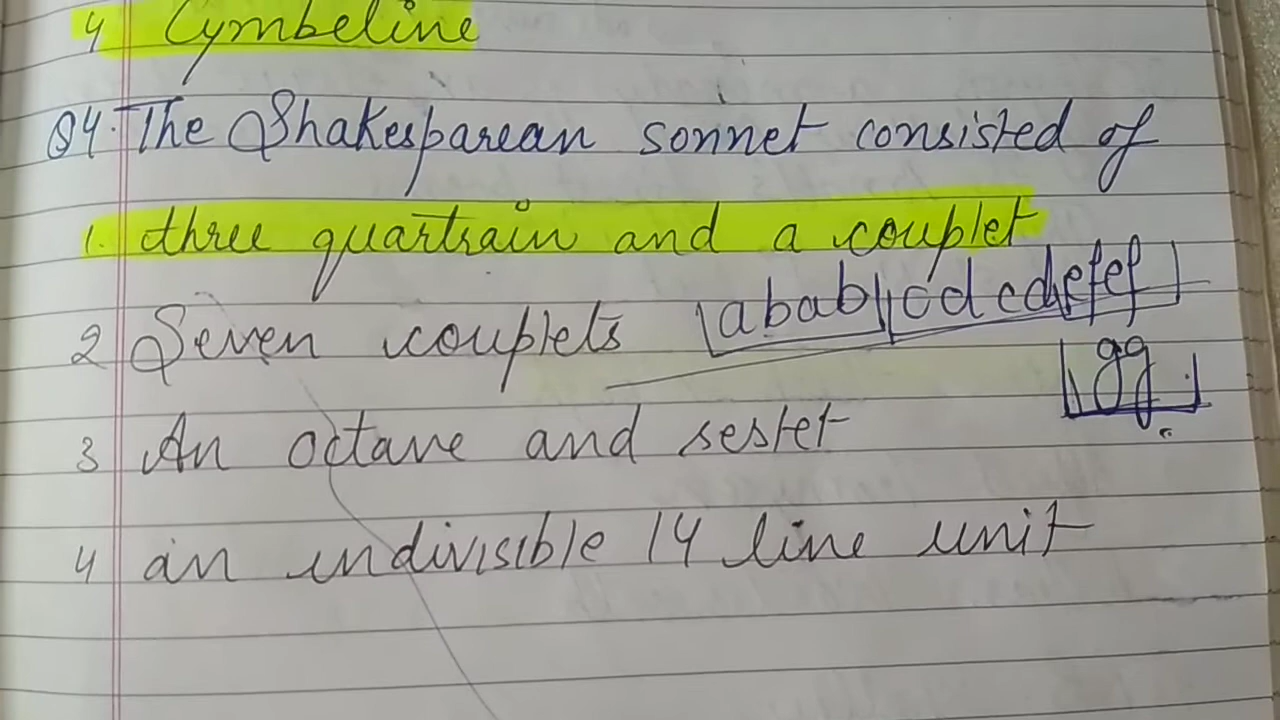 4 Cymbeline
Q4. The Shakesparean sonnet consisted of
1. three quartrain and a couplet
2 Seven couplets
abab cdcd efef
gg
3 An octave and sestet
4 an indivisible 14 line unit